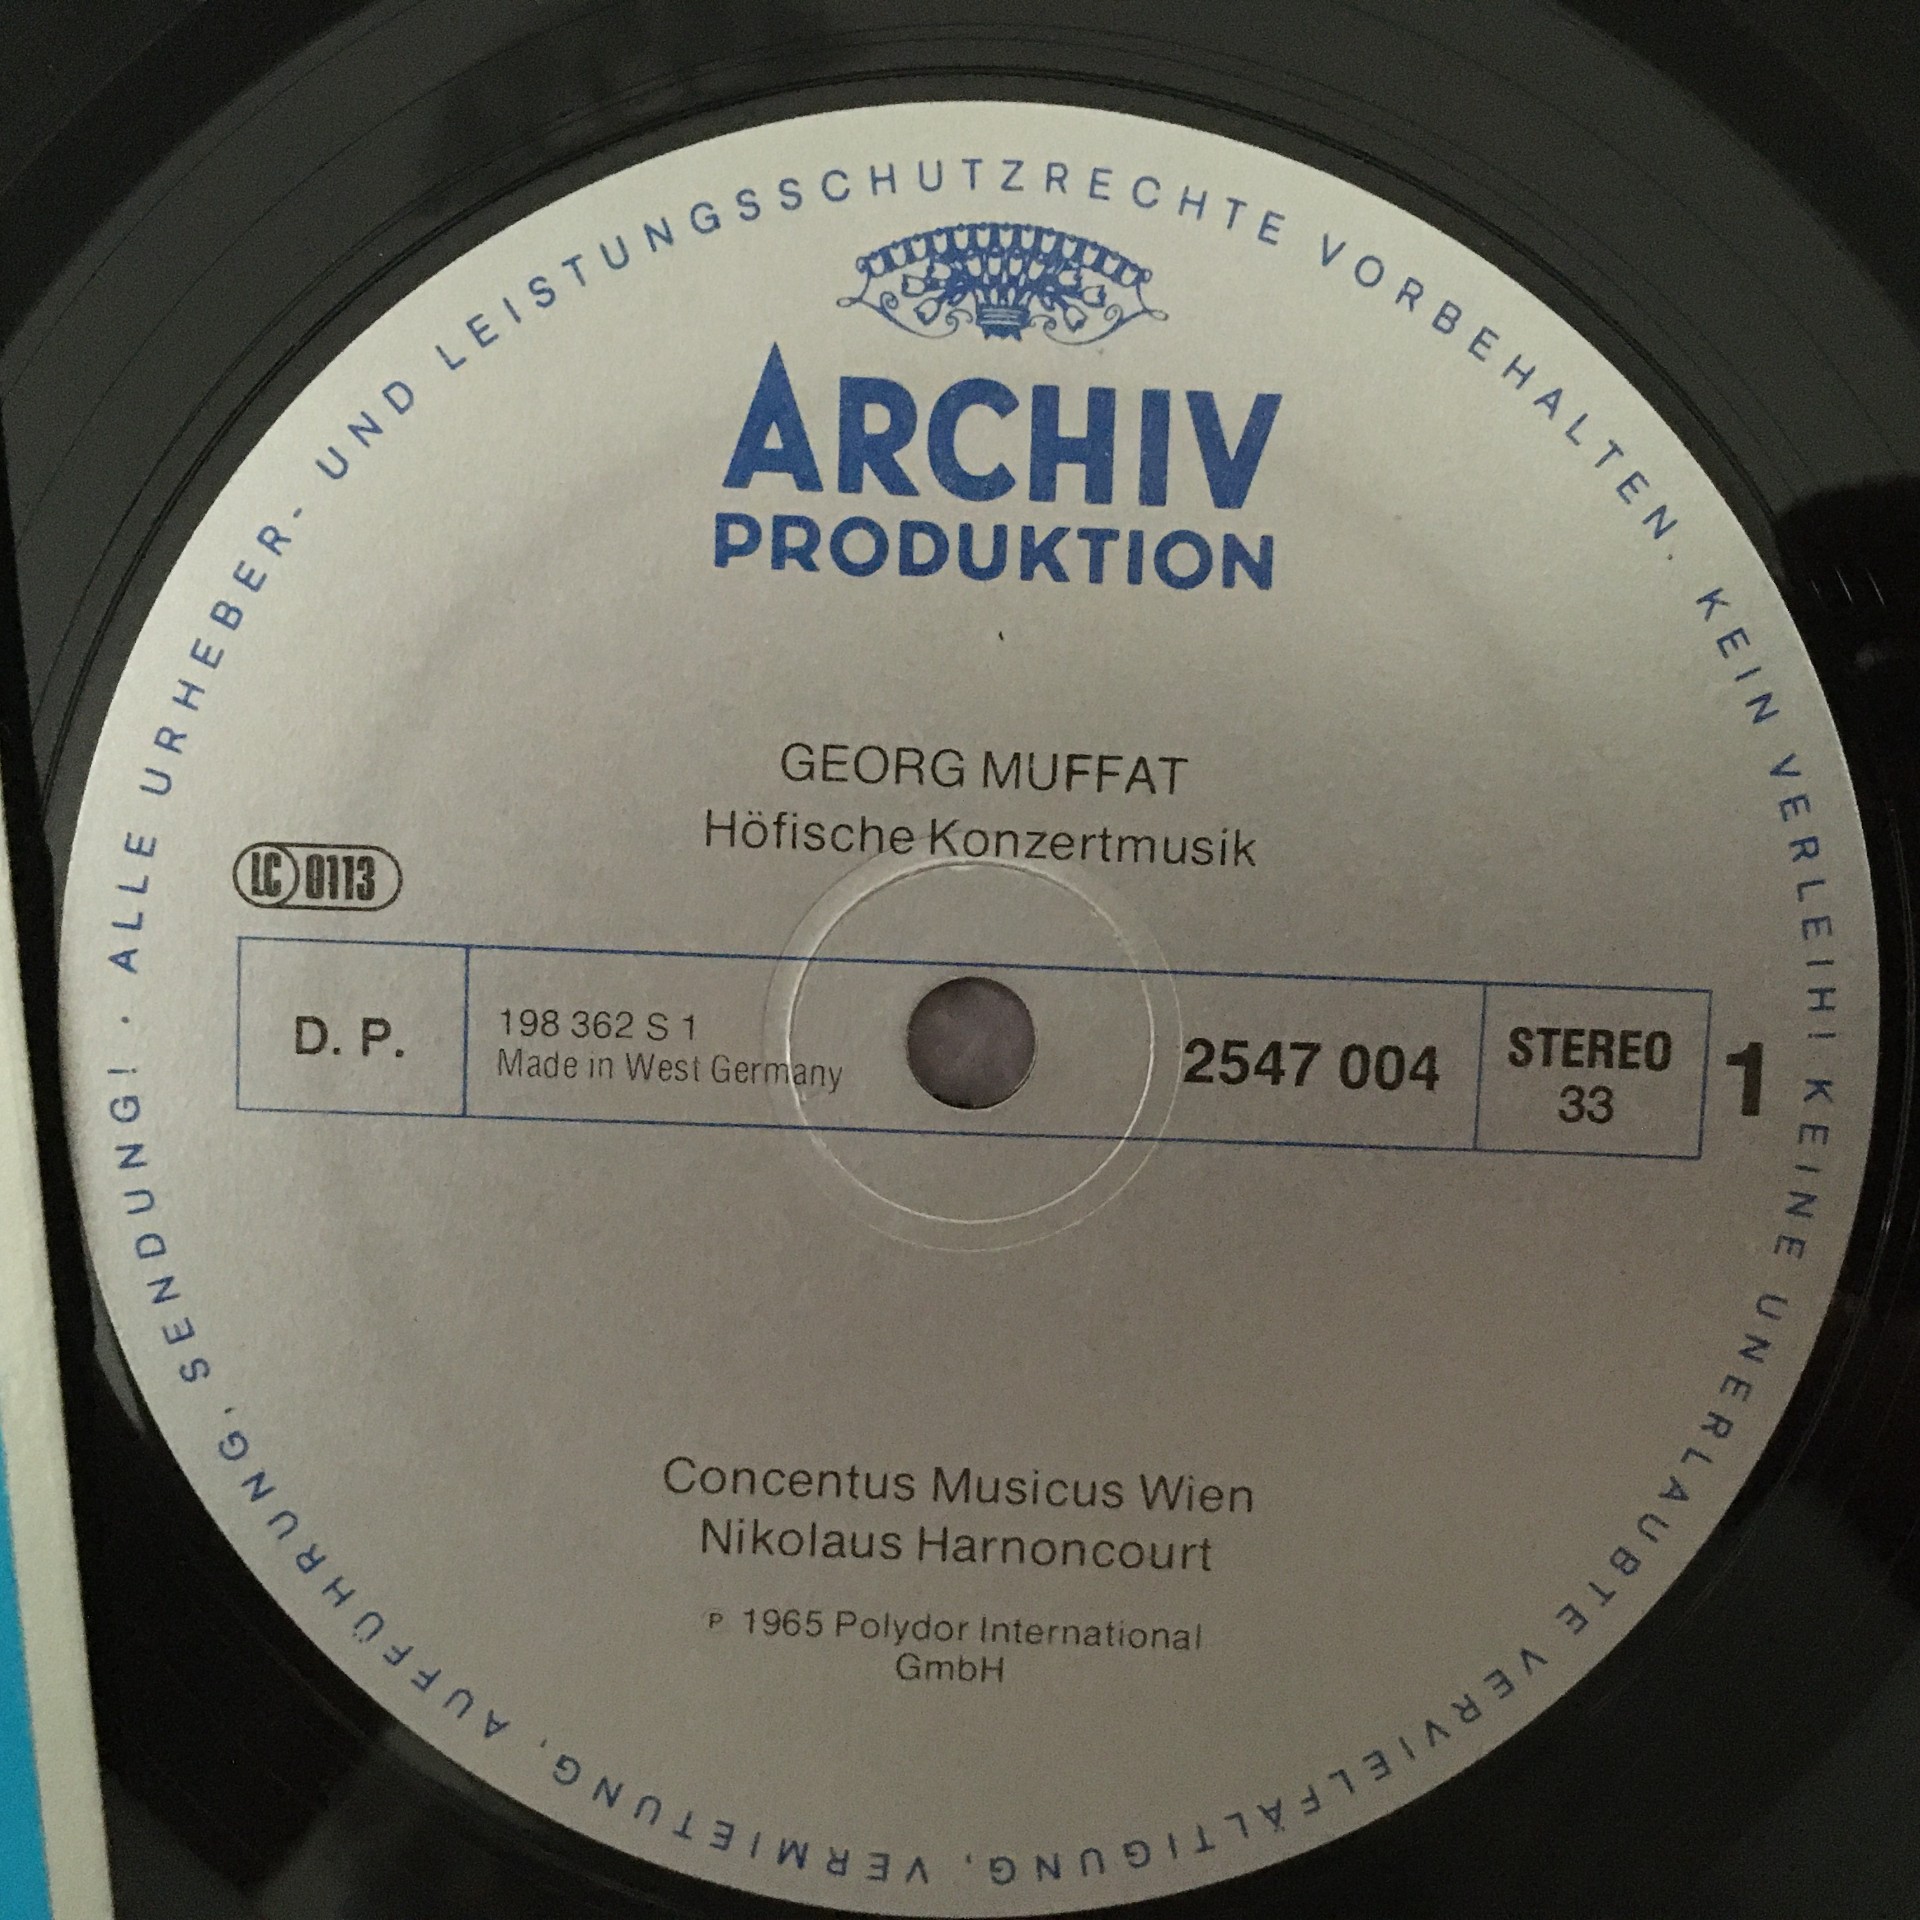 ALLE URHEBER- UND LEISTUNGSSCHUTZRECHTE VORBEHALTEN. KEIN VERLEIH! KEINE UNERLAUBTE VERVIELFÄLTIGUNG, VERMIETUNG, AUFFÜHRUNG, SENDUNG! ·
ARCHIV
PRODUKTION
GEORG MUFFAT
Höfische Konzertmusik
LC 0113
D. P.
198 362 S 1
Made in West Germany
2547 004
STEREO
33
1
Concentus Musicus Wien
Nikolaus Harnoncourt
P 1965 Polydor International
GmbH